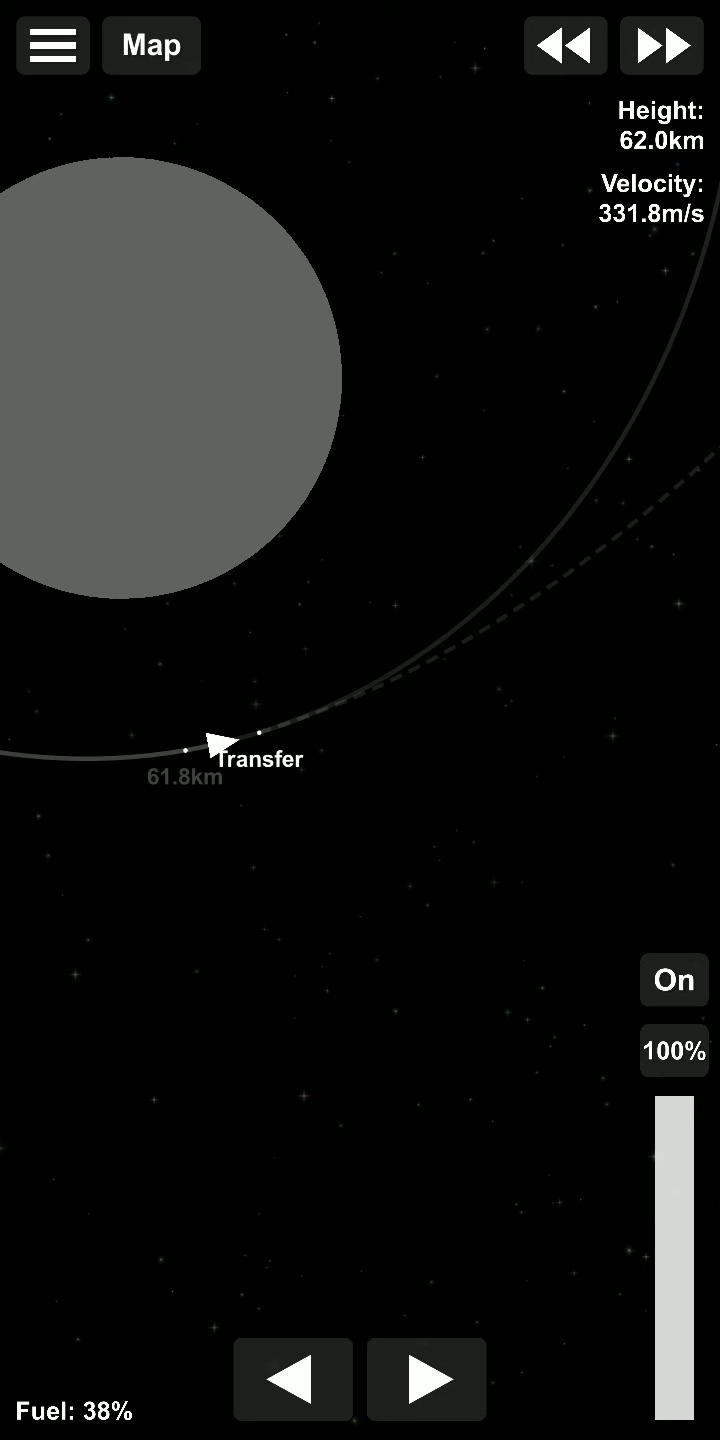 Map
Height:
62.0km
Velocity:
331.8m/s
Transfer
61.8km
On
100%
Fuel: 38%